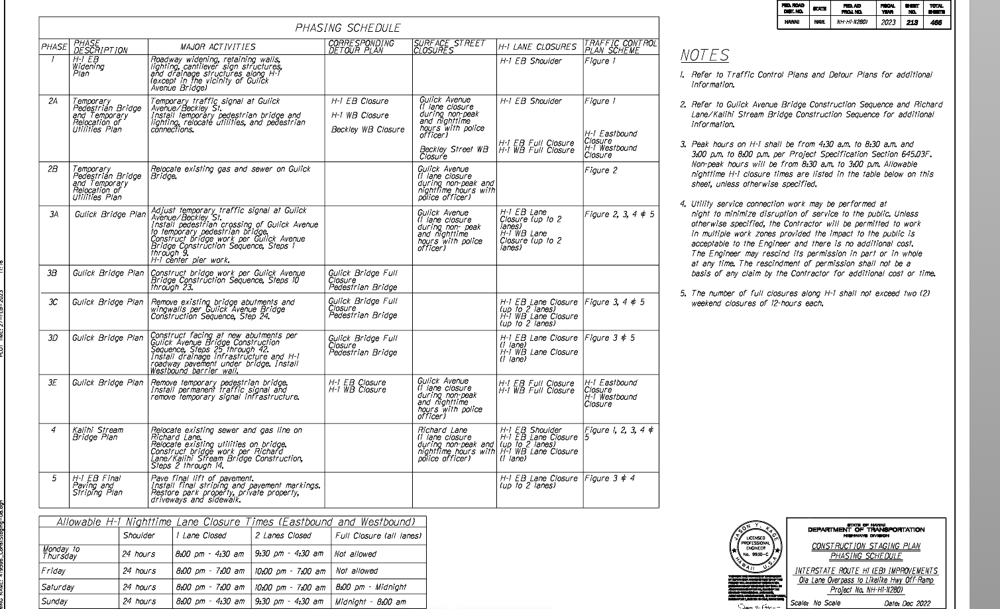 FED. ROAD DIST. NO. STATE FED. AID PROJ. NO. FISCAL YEAR SHEET NO. TOTAL SHEETS
HAWAII HAW. NH-H1-1(280) 2023 213 466
PHASING SCHEDULE
PHASE PHASE DESCRIPTION MAJOR ACTIVITIES CORRESPONDING DETOUR PLAN SURFACE STREET CLOSURES H-1 LANE CLOSURES TRAFFIC CONTROL PLAN SCHEME
1
H-1 EB
Widening
Plan
Roadway widening, retaining walls,
lighting, cantilever sign structures,
and drainage structures along H-1
(except in the vicinity of Gulick
Avenue Bridge)
H-1 EB Shoulder
Figure 1
2A
Temporary
Pedestrian Bridge
and Temporary
Relocation of
Utilities Plan
Temporary traffic signal at Gulick
Avenue/Beckley St.
Install temporary pedestrian bridge and
lighting, relocate utilities, and pedestrian
connections.
H-1 EB Closure
H-1 WB Closure
Beckley WB Closure
Gulick Avenue
(1 lane closure
during non-peak
and nighttime
hours with police
officer)
Beckley Street WB
Closure
H-1 EB Shoulder
H-1 EB Full Closure
H-1 WB Full Closure
Figure 1
H-1 Eastbound
Closure
H-1 Westbound
Closure
2B
Temporary
Pedestrian Bridge
and Temporary
Relocation of
Utilities Plan
Relocate existing gas and sewer on Gulick
Bridge.
Gulick Avenue
(1 lane closure
during non-peak and
nighttime hours with
police officer)
Figure 2
3A
Gulick Bridge Plan
Adjust temporary traffic signal at Gulick
Avenue/Beckley St.
Install pedestrian crossing of Gulick Avenue
to temporary pedestrian bridge.
Construct bridge work per Gulick Avenue
Bridge Construction Sequence, Steps 1
through 9.
H-1 center pier work.
Gulick Avenue
(1 lane closure
during non- peak
and nighttime
hours with police
officer)
H-1 EB Lane
Closure (up to 2
lanes)
H-1 WB Lane
Closure (up to 2
lanes)
Figure 2, 3, 4 & 5
3B
Gulick Bridge Plan
Construct bridge work per Gulick Avenue
Bridge Construction Sequence, Steps 10
through 23.
Gulick Bridge Full
Closure
Pedestrian Bridge
3C
Gulick Bridge Plan
Remove existing bridge abutments and
wingwalls per Gulick Avenue Bridge
Construction Sequence, Step 24.
Gulick Bridge Full
Closure
Pedestrian Bridge
H-1 EB Lane Closure
(up to 2 lanes)
H-1 WB Lane Closure
(up to 2 lanes)
Figure 3, 4 & 5
3D
Gulick Bridge Plan
Construct facing at new abutments per
Gulick Avenue Bridge Construction
Sequence, Steps 25 through 42.
Install drainage infrastructure and H-1
roadway pavement under bridge. Install
Westbound barrier wall.
Gulick Bridge Full
Closure
Pedestrian Bridge
H-1 EB Lane Closure
(1 lane)
H-1 WB Lane Closure
(1 lane)
Figure 3 & 5
3E
Gulick Bridge Plan
Remove temporary pedestrian bridge.
Install permanent traffic signal and
remove temporary signal infrastructure.
H-1 EB Closure
H-1 WB Closure
Gulick Avenue
(1 lane closure
during non-peak
and nighttime
hours with police
officer)
H-1 EB Full Closure
H-1 WB Full Closure
H-1 Eastbound
Closure
H-1 Westbound
Closure
4
Kalihi Stream
Bridge Plan
Relocate existing sewer and gas line on
Richard Lane.
Relocate existing utilities on bridge.
Construct bridge work per Richard
Lane/Kalihi Stream Bridge Construction,
Steps 2 through 14.
Richard Lane
(1 lane closure
during non-peak and
nighttime hours with
police officer)
H-1 EB Shoulder
H-1 EB Lane Closure
(up to 2 lanes)
H-1 WB Lane Closure
(1 lane)
Figure 1, 2, 3, 4 &
5
5
H-1 EB Final
Paving and
Striping Plan
Pave final lift of pavement.
Install final striping and pavement markings.
Restore park property, private property,
driveways and sidewalk.
H-1 EB Lane Closure
(up to 2 lanes)
Figure 3 & 4
Allowable H-1 Nighttime Lane Closure Times (Eastbound and Westbound)
Shoulder 1 Lane Closed 2 Lanes Closed Full Closure (all lanes)
Monday to Thursday 24 hours 8:00 pm - 4:30 am 9:30 pm - 4:30 am Not allowed
Friday 24 hours 8:00 pm - 7:00 am 10:00 pm - 7:00 am Not allowed
Saturday 24 hours 8:00 pm - 7:00 am 10:00 pm - 7:00 am 8:00 pm - Midnight
Sunday 24 hours 8:00 pm - 4:30 am 9:30 pm - 4:30 am Midnight - 8:00 am
NOTES
1. Refer to Traffic Control Plans and Detour Plans for additional
information.
2. Refer to Gulick Avenue Bridge Construction Sequence and Richard
Lane/Kalihi Stream Bridge Construction Sequence for additional
information.
3. Peak hours on H-1 shall be from 4:30 a.m. to 8:30 a.m. and
3:00 p.m. to 8:00 p.m. per Project Specification Section 645.03F.
Non-peak hours will be from 8:30 a.m. to 3:00 p.m. Allowable
nighttime H-1 closure times are listed in the table below on this
sheet, unless otherwise specified.
4. Utility service connection work may be performed at
night to minimize disruption of service to the public. Unless
otherwise specified, the Contractor will be permitted to work
in multiple work zones provided the impact to the public is
acceptable to the Engineer and there is no additional cost.
The Engineer may rescind its permission in part or in whole
at any time. The rescindment of permission shall not be a
basis of any claim by the Contractor for additional cost or time.
5. The number of full closures along H-1 shall not exceed two (2)
weekend closures of 12-hours each.
JASON Y. KAGE
LICENSED
PROFESSIONAL
ENGINEER
No. 9930-C
HAWAII U.S.A
STATE OF HAWAII
DEPARTMENT OF TRANSPORTATION
HIGHWAYS DIVISION
CONSTRUCTION STAGING PLAN
PHASING SCHEDULE
INTERSTATE ROUTE H1 (EB) IMPROVEMENTS
Ola Lane Overpass to Likelike Hwy Off-Ramp
Project No. NH-H1-1(280)
Scale: No Scale Date: Dec 2022
PLOT TIME: 27-FEB-2023 11:16